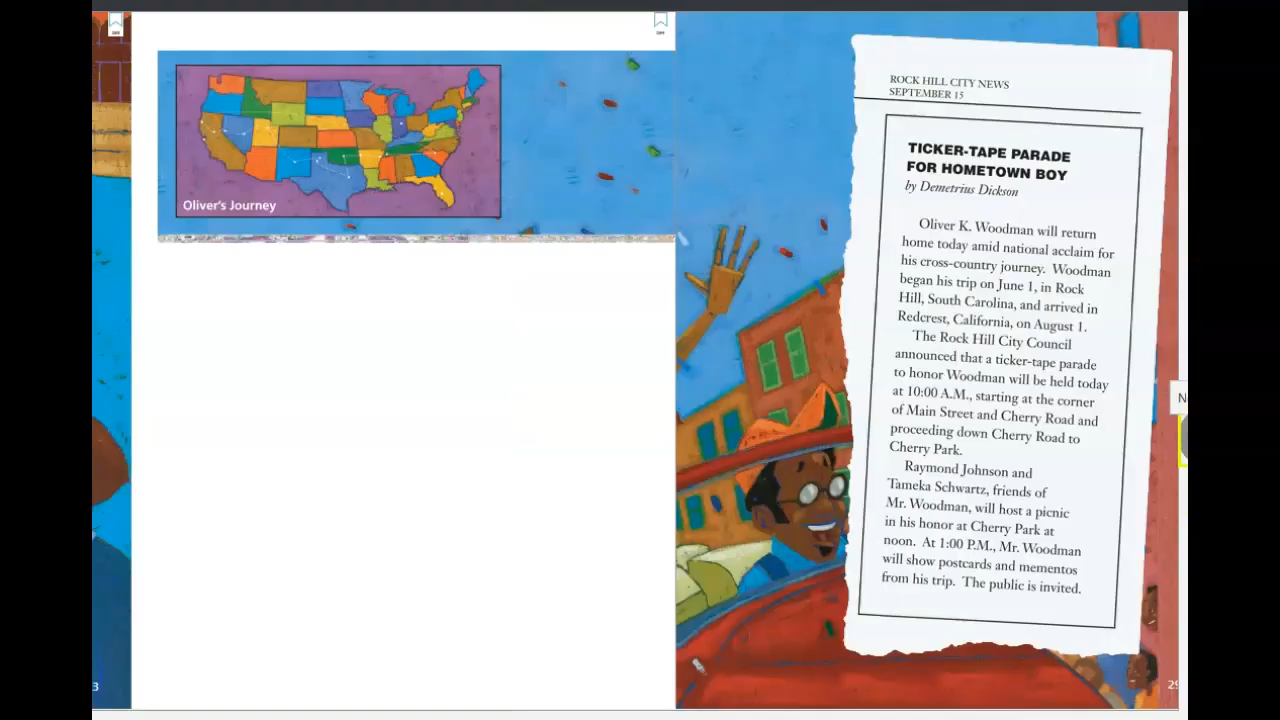 Oliver's Journey
ROCK HILL CITY NEWS
SEPTEMBER 15
TICKER-TAPE PARADE
FOR HOMETOWN BOY
by Demetrius Dickson
Oliver K. Woodman will return
home today amid national acclaim for
his cross-country journey. Woodman
began his trip on June 1, in Rock
Hill, South Carolina, and arrived in
Redcrest, California, on August 1.
The Rock Hill City Council
announced that a ticker-tape parade
to honor Woodman will be held today
at 10:00 A.M., starting at the corner
of Main Street and Cherry Road and
proceeding down Cherry Road to
Cherry Park.
Raymond Johnson and
Tameka Schwartz, friends of
Mr. Woodman, will host a picnic
in his honor at Cherry Park at
noon. At 1:00 P.M., Mr. Woodman
will show postcards and mementos
from his trip. The public is invited.
3